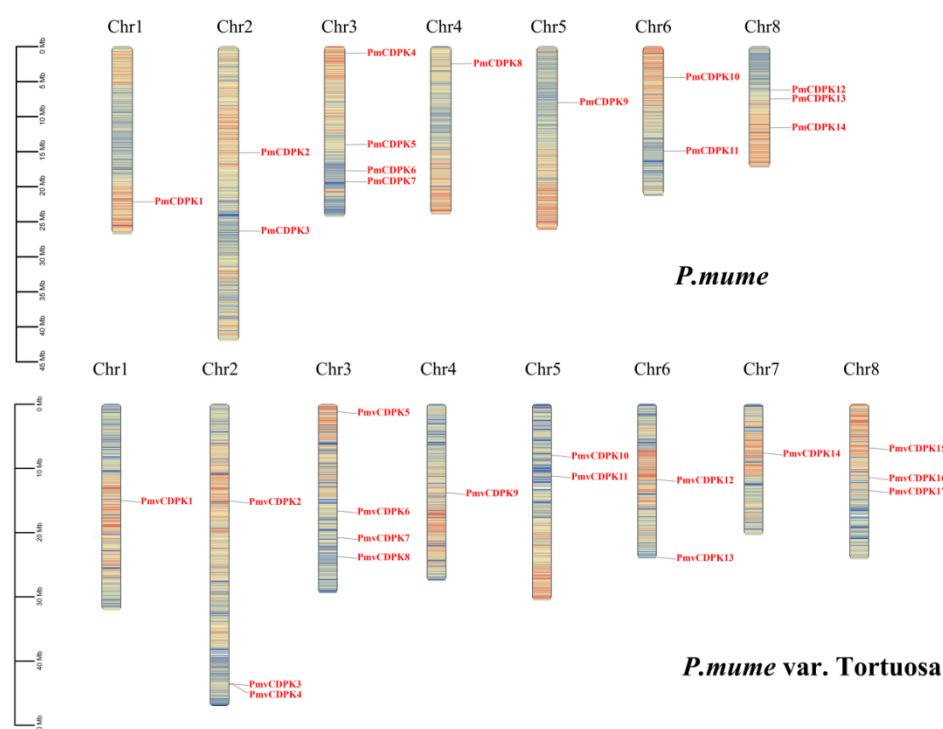 Chr1 Chr2 Chr3 Chr4 Chr5 Chr6 Chr8
0 Mb
5 Mb
10 Mb
15 Mb
20 Mb
25 Mb
30 Mb
35 Mb
40 Mb
45 Mb
PmCDPK1
PmCDPK2
PmCDPK3
PmCDPK4
PmCDPK5
PmCDPK6
PmCDPK7
PmCDPK8
PmCDPK9
PmCDPK10
PmCDPK11
PmCDPK12
PmCDPK13
PmCDPK14
P.mume
Chr1 Chr2 Chr3 Chr4 Chr5 Chr6 Chr7 Chr8
0 Mb
10 Mb
20 Mb
30 Mb
40 Mb
0 Mb
PmvCDPK1
PmvCDPK2
PmvCDPK3
PmvCDPK4
PmvCDPK5
PmvCDPK6
PmvCDPK7
PmvCDPK8
PmvCDPK9
PmvCDPK10
PmvCDPK11
PmvCDPK12
PmvCDPK13
PmvCDPK14
PmvCDPK15
PmvCDPK16
PmvCDPK17
P.mume var. Tortuosa